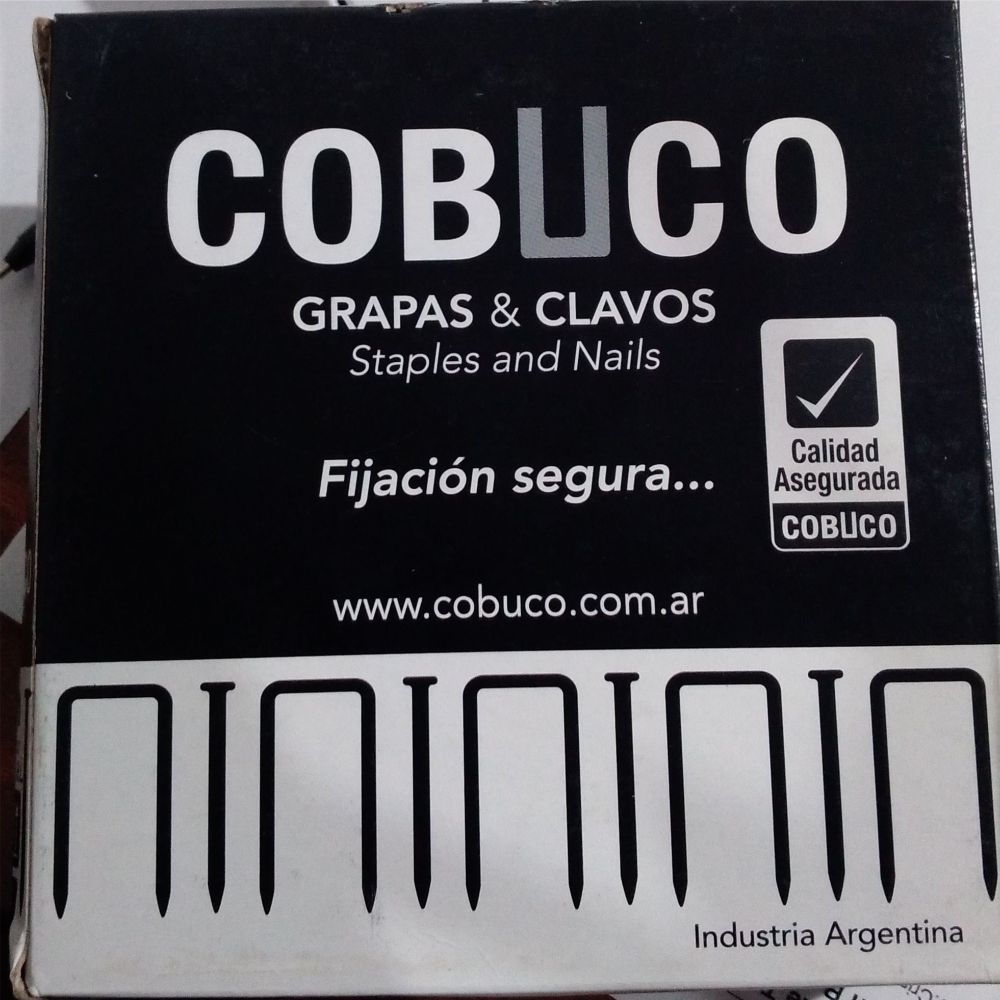 COBUCO
GRAPAS & CLAVOS
Staples and Nails
Fijación segura...
Calidad
Asegurada
COBUCO
www.cobuco.com.ar
Industria Argentina